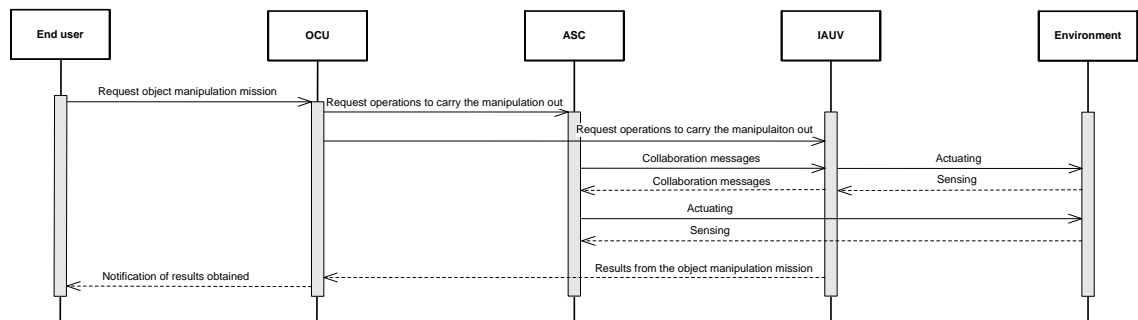 End user
OCU
ASC
IAUV
Environment
Request object manipulation mission
Request operations to carry the manipulation out
Request operations to carry the manipulaiton out
Collaboration messages
Actuating
Collaboration messages
Sensing
Actuating
Sensing
Results from the object manipulation mission
Notification of results obtained